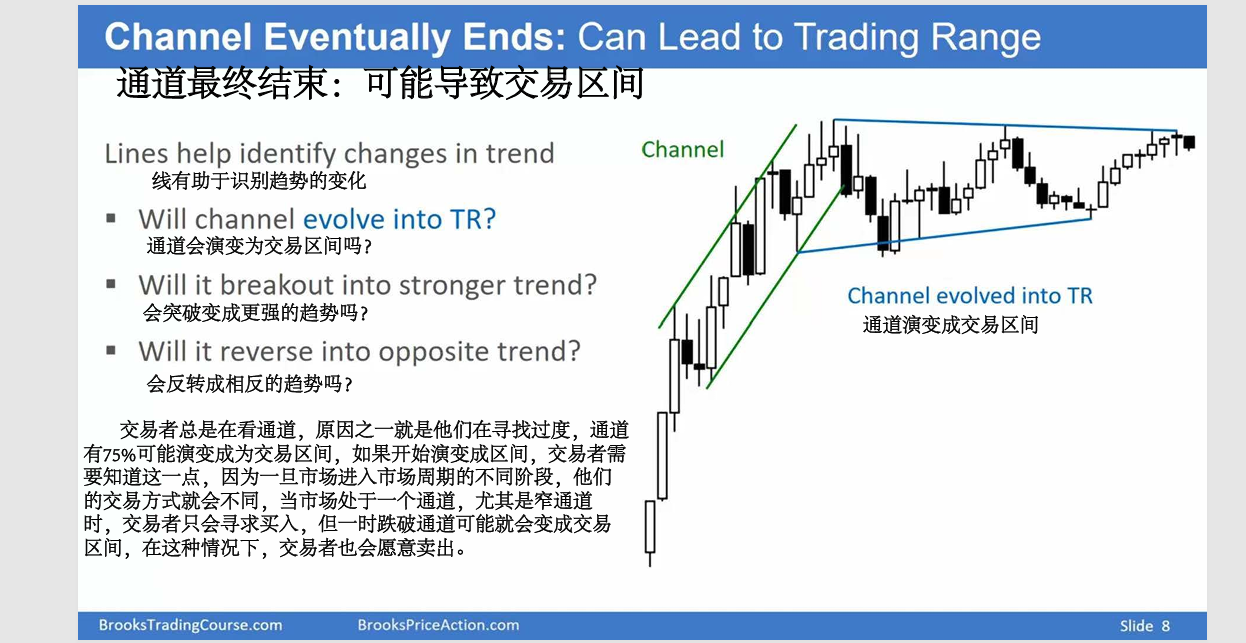 Channel Eventually Ends: Can Lead to Trading Range
通道最终结束：可能导致交易区间
Lines help identify changes in trend
线有助于识别趋势的变化
▪ Will channel evolve into TR?
通道会演变为交易区间吗?
▪ Will it breakout into stronger trend?
会突破变成更强的趋势吗?
▪ Will it reverse into opposite trend?
会反转成相反的趋势吗?
交易者总是在看通道，原因之一就是他们在寻找过度，通道
有75%可能演变成为交易区间，如果开始演变成区间，交易者需
要知道这一点，因为一旦市场进入市场周期的不同阶段，他们
的交易方式就会不同，当市场处于一个通道，尤其是窄通道
时，交易者只会寻求买入，但一时跌破通道可能就会变成交易
区间，在这种情况下，交易者也会愿意卖出。
Channel
Channel evolved into TR
通道演变成交易区间
BrooksTradingCourse.com
BrooksPriceAction.com
Slide 8